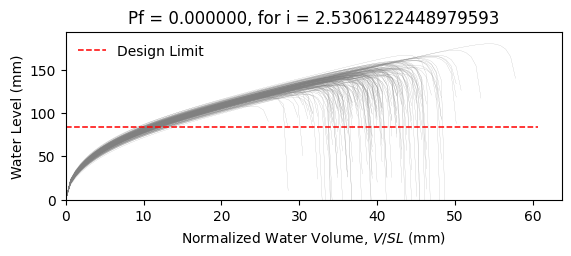 Pf = 0.000000, for i = 2.5306122448979593
Design Limit
Water Level (mm)
150
100
50
0
0 10 20 30 40 50 60
Normalized Water Volume, V/SL (mm)